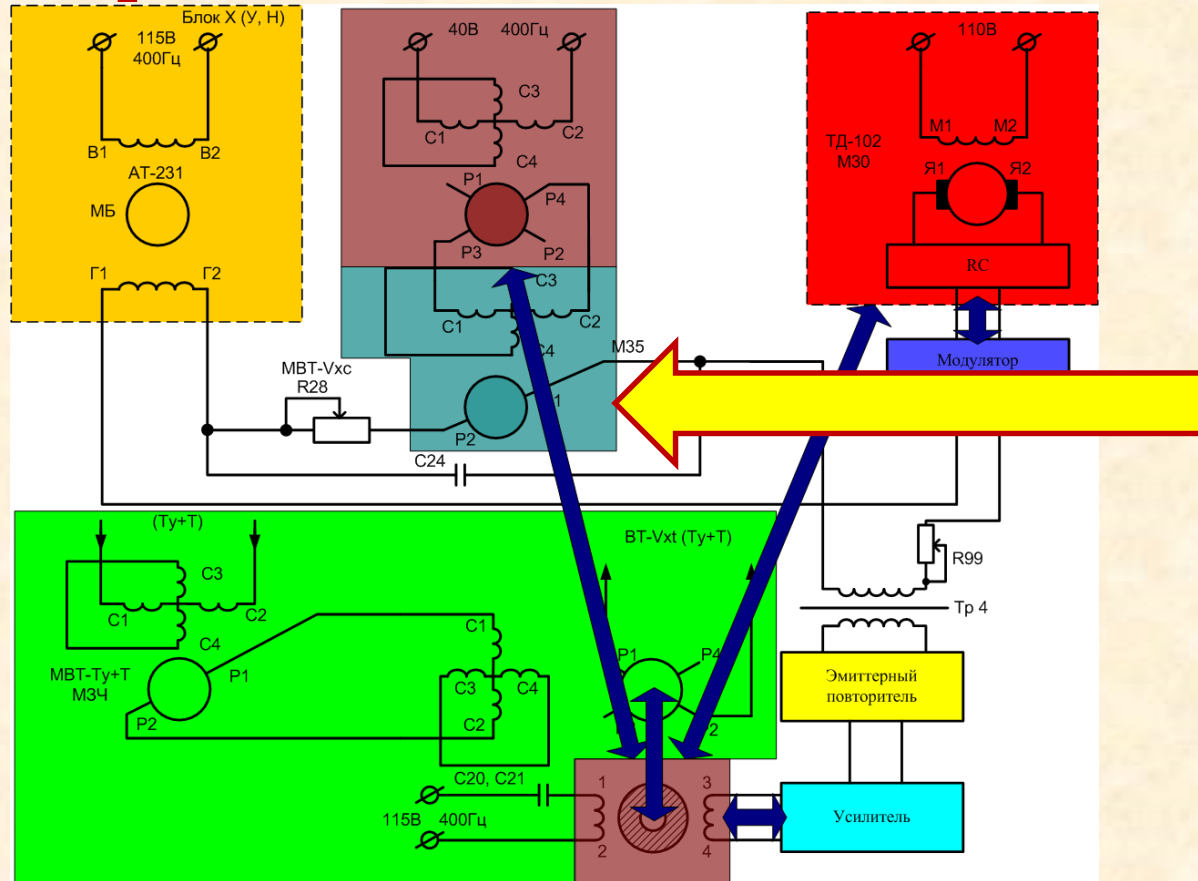 Блок Х (У, Н)
115В
400Гц
В1
В2
АТ-231
МБ
Г1
Г2
40В
400Гц
С3
С1
С2
С4
Р1
Р4
Р3
Р2
С3
С1
С2
С4
М35
1
Р2
МВТ-Vхс
R28
С24
110В
М1
М2
ТД-102
М30
Я1
Я2
RC
Модулятор
R99
Тр 4
Эмиттерный
повторитель
Усилитель
(Ту+Т)
С3
С1
С2
С4
МВТ-Ту+Т
МЗЧ
Р1
Р2
С1
С3
С4
С2
ВТ-Vхt (Ту+Т)
Р1
Р4
Р2
С20, С21
115В
400Гц
1
2
3
4